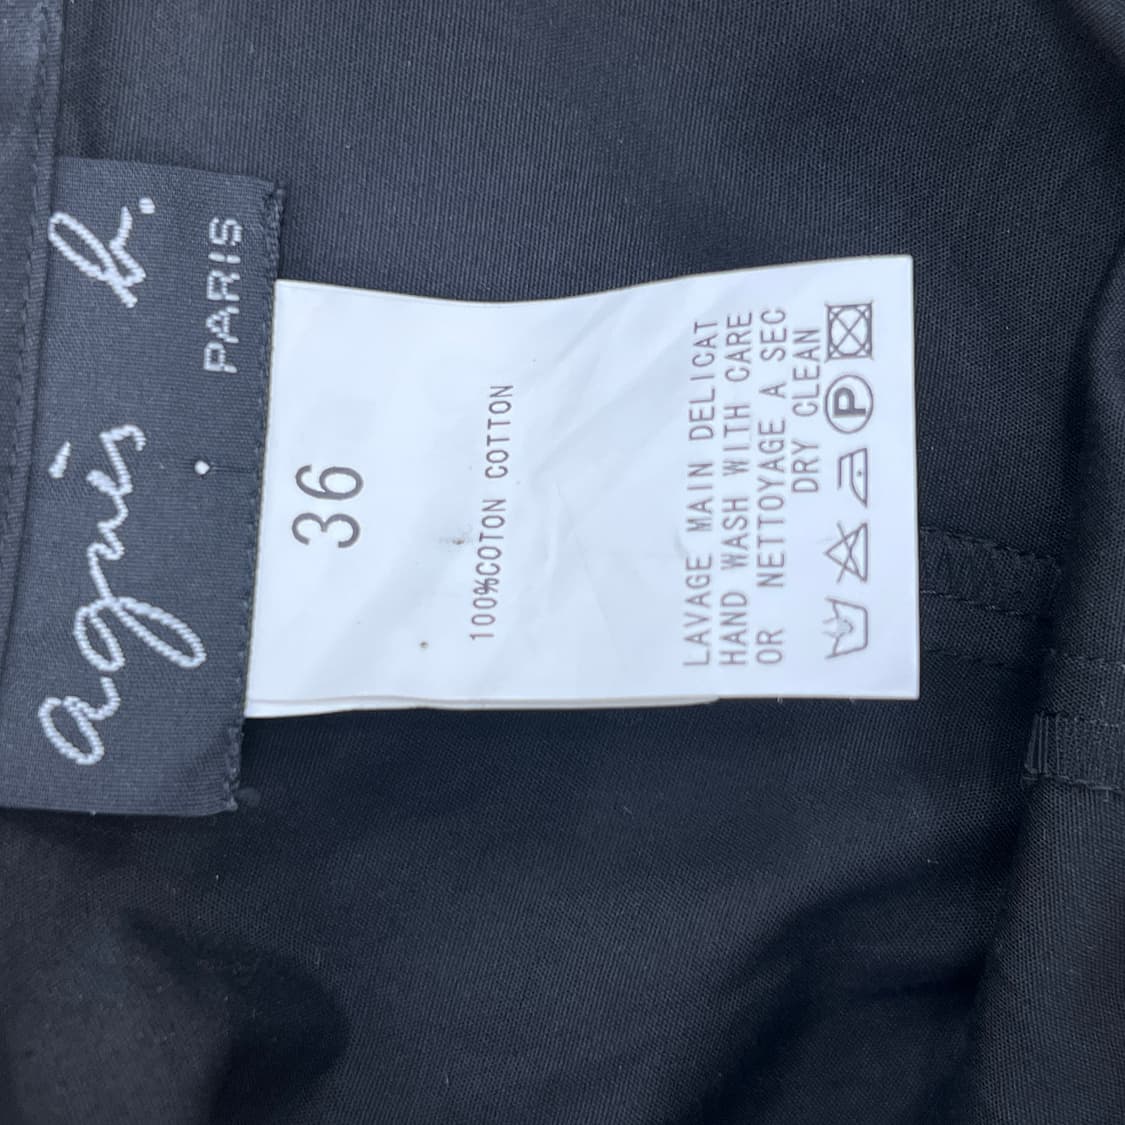 agnès b.
PARIS
36
100%COTON COTTON
LAVAGE MAIN DELICAT
HAND WASH WITH CARE
OR NETTOYAGE A SEC
DRY CLEAN
P